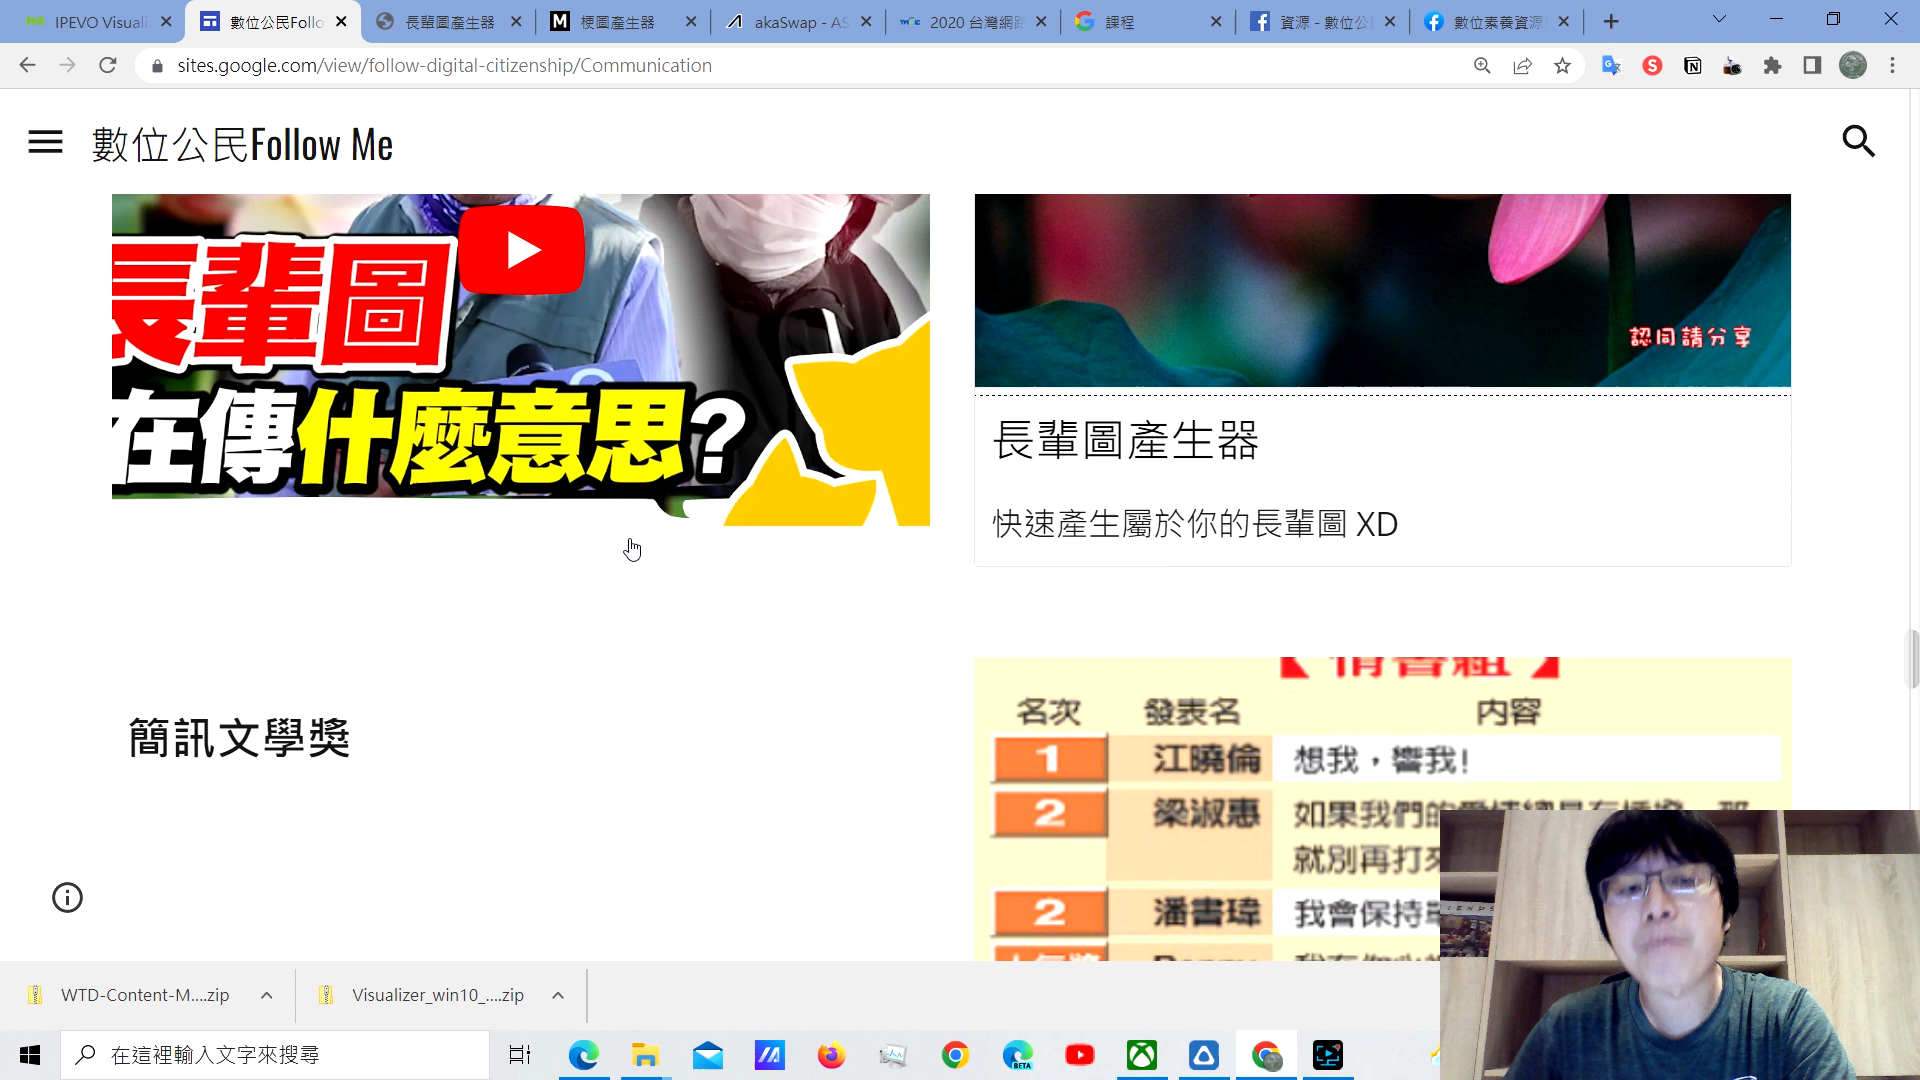 IPEVO Visuali
數位公民Follo
長輩圖產生器
梗圖產生器
akaSwap - AS
2020 台灣網路
課程
資源 - 數位公
數位素養資源
sites.google.com/view/follow-digital-citizenship/Communication
數位公民Follow Me
長輩圖
在傳什麼意思?
認同請分享
長輩圖產生器
快速產生屬於你的長輩圖 XD
簡訊文學獎
【情書組】
名次 發表名 內容
1 江曉倫 想我，響我!
2 梁淑惠 如果我們的
就別再打
2 潘書瑋 我會保持
WTD-Content-M....zip
Visualizer_win10_....zip
在這裡輸入文字來搜尋
BETA